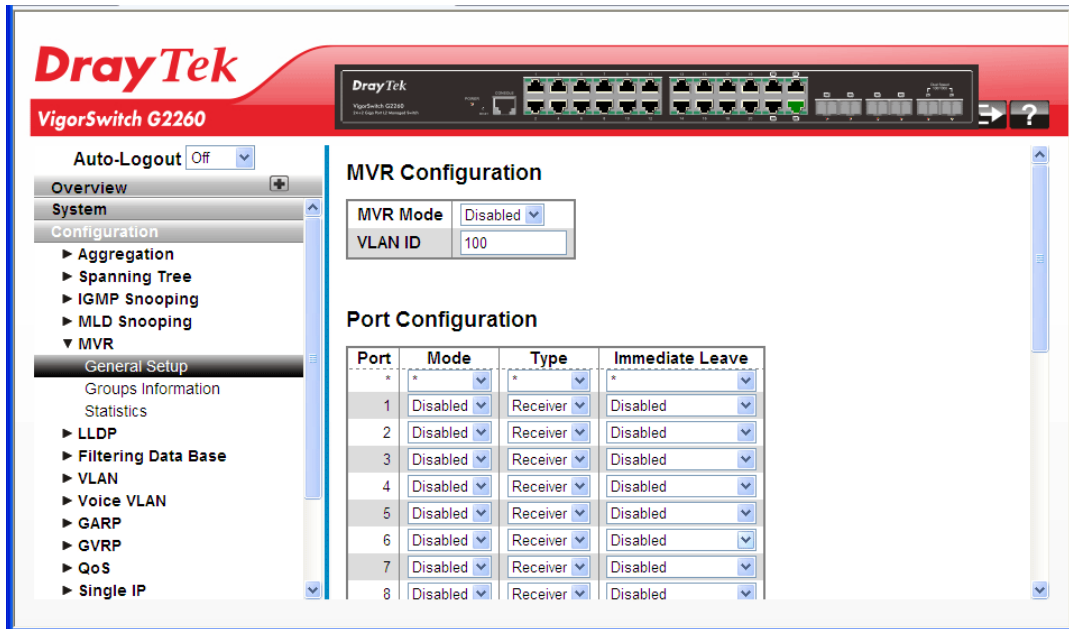 DrayTek
VigorSwitch G2260
DrayTek
VigorSwitch G2260
Auto-Logout Off
Overview
System
Configuration
► Aggregation
► Spanning Tree
► IGMP Snooping
► MLD Snooping
▼ MVR
General Setup
Groups Information
Statistics
► LLDP
► Filtering Data Base
► VLAN
► Voice VLAN
► GARP
► GVRP
► QoS
► Single IP
MVR Configuration
MVR Mode Disabled
VLAN ID 100
Port Configuration
Port Mode Type Immediate Leave
* * * *
1 Disabled Receiver Disabled
2 Disabled Receiver Disabled
3 Disabled Receiver Disabled
4 Disabled Receiver Disabled
5 Disabled Receiver Disabled
6 Disabled Receiver Disabled
7 Disabled Receiver Disabled
8 Disabled Receiver Disabled